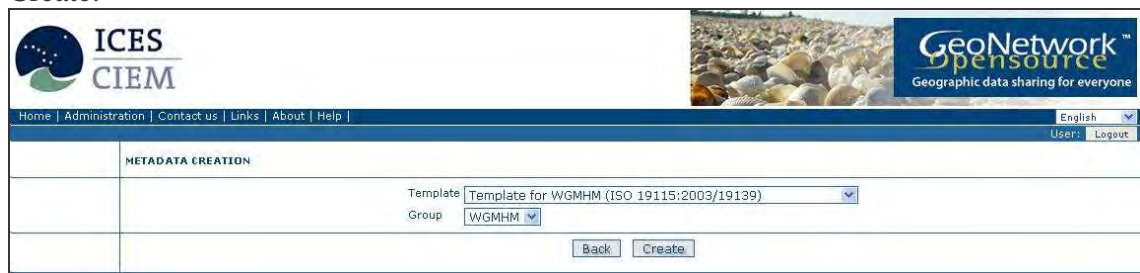 ICES
CIEM
GeoNetwork™
Opensource
Geographic data sharing for everyone
Home | Administration | Contact us | Links | About | Help |
English
User: Logout
METADATA CREATION
Template Template for WGMHM (ISO 19115:2003/19139)
Group WGMHM
Back Create